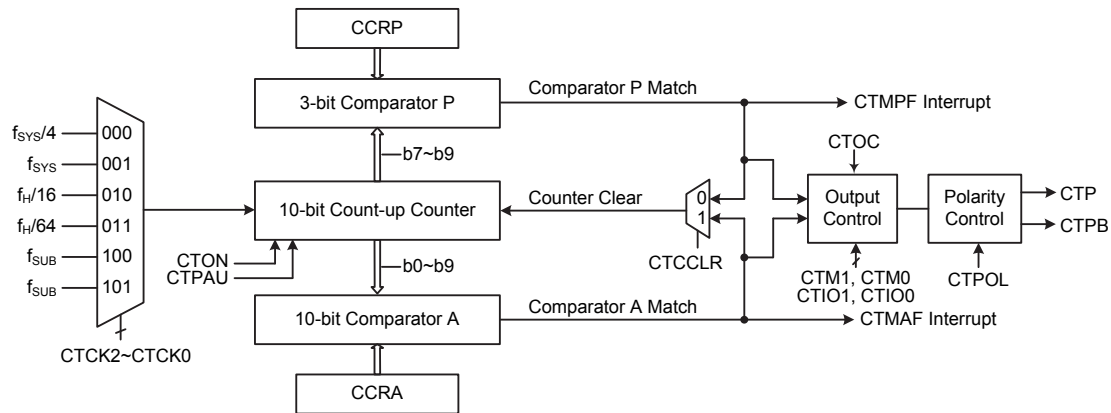 CCRP
3-bit Comparator P
Comparator P Match
CTMPF Interrupt
b7~b9
fSYS/4
000
fSYS
001
fH/16
010
fH/64
011
fSUB
100
fSUB
101
CTCK2~CTCK0
10-bit Count-up Counter
Counter Clear
CTON
CTPAU
b0~b9
0
1
CTCCLR
CTOC
Output
Control
CTM1, CTM0
CTIO1, CTIO0
Polarity
Control
CTPOL
CTP
CTPB
10-bit Comparator A
Comparator A Match
CTMAF Interrupt
CCRA